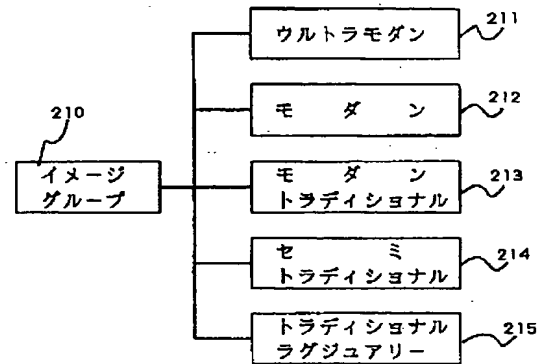 210
イメージ
グループ
ウルトラモダン
211
モダン
212
モダン
トラディショナル
213
セミ
トラディショナル
214
トラディショナル
ラグジュアリー
215